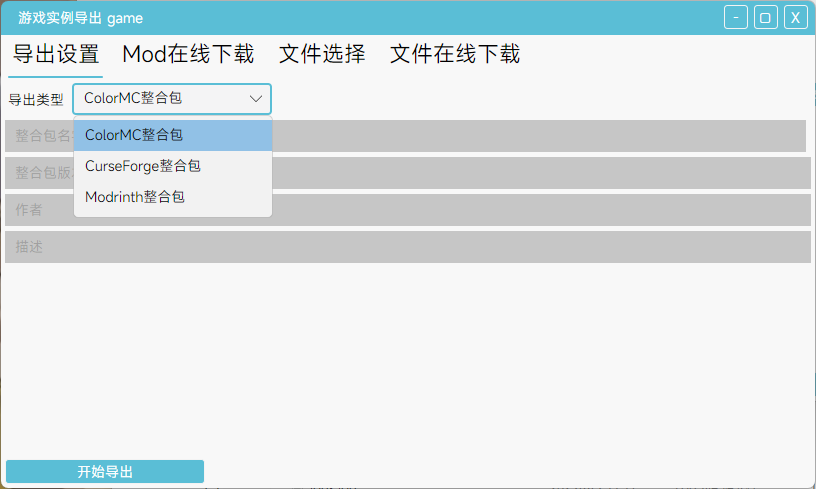 游戏实例导出 game
- X
导出设置 Mod在线下载 文件选择 文件在线下载
导出类型 ColorMC整合包
整合包名
ColorMC整合包
CurseForge整合包
整合包版
Modrinth整合包
作者
描述
开始导出